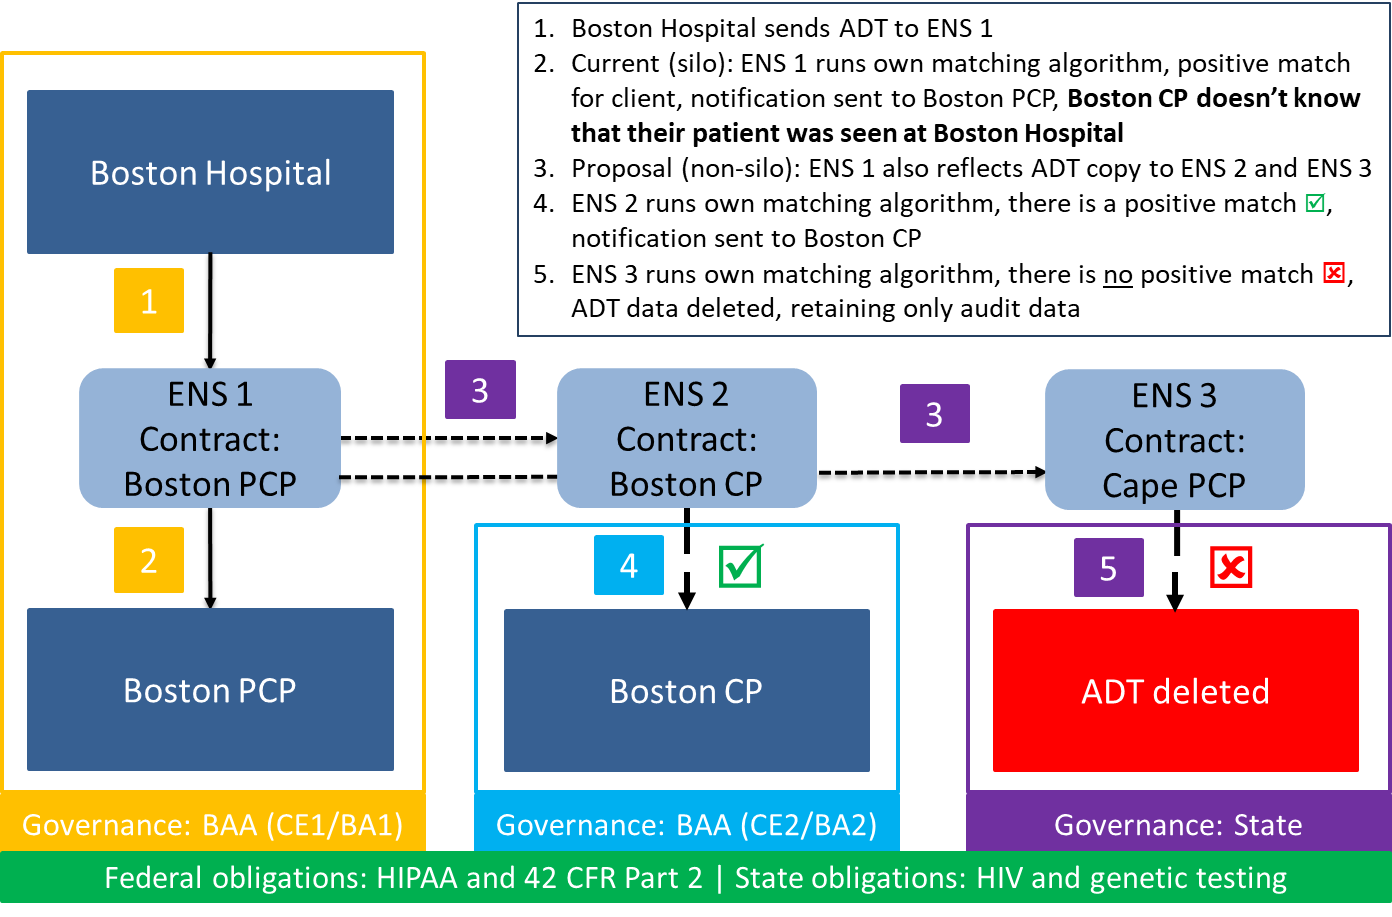 1. Boston Hospital sends ADT to ENS 1
2. Current (silo): ENS 1 runs own matching algorithm, positive match
for client, notification sent to Boston PCP, Boston CP doesn’t know
that their patient was seen at Boston Hospital
3. Proposal (non-silo): ENS 1 also reflects ADT copy to ENS 2 and ENS 3
4. ENS 2 runs own matching algorithm, there is a positive match ☑,
notification sent to Boston CP
5. ENS 3 runs own matching algorithm, there is no positive match ☒,
ADT data deleted, retaining only audit data
Boston Hospital
1
ENS 1
Contract:
Boston PCP
3
ENS 2
Contract:
Boston CP
3
ENS 3
Contract:
Cape PCP
2
Boston PCP
4
Boston CP
5
ADT deleted
Governance: BAA (CE1/BA1)
Governance: BAA (CE2/BA2)
Governance: State
Federal obligations: HIPAA and 42 CFR Part 2 | State obligations: HIV and genetic testing